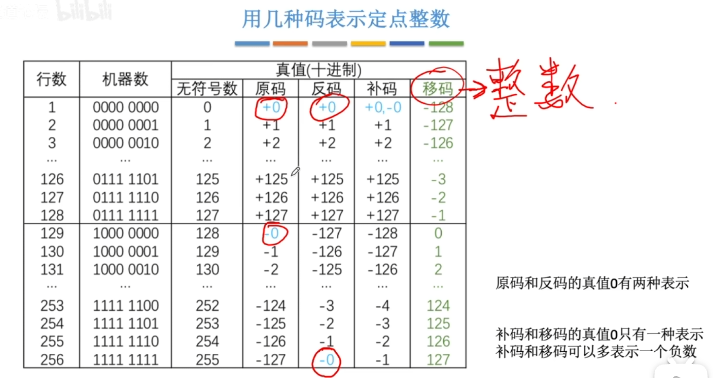 bilibili
用几种码表示定点整数
行数 机器数 真值(十进制)
无符号数 原码 反码 补码 移码 整数
1 0000 0000 0 +0 +0 +0,-0 -128
2 0000 0001 1 +1 +1 +1 -127
3 0000 0010 2 +2 +2 +2 -126
... ... ... ... ... ... ...
126 0111 1101 125 +125 +125 +125 -3
127 0111 1110 126 +126 +126 +126 -2
128 0111 1111 127 +127 +127 +127 -1
129 1000 0000 128 -0 -127 -128 0
130 1000 0001 129 -1 -126 -127 1
131 1000 0010 130 -2 -125 -126 2
... ... ... ... ... ... ...
253 1111 1100 252 -124 -3 -4 124
254 1111 1101 253 -125 -2 -3 125
255 1111 1110 254 -126 -1 -2 126
256 1111 1111 255 -127 -0 -1 127
原码和反码的真值0有两种表示
补码和移码的真值0只有一种表示
补码和移码可以多表示一个负数